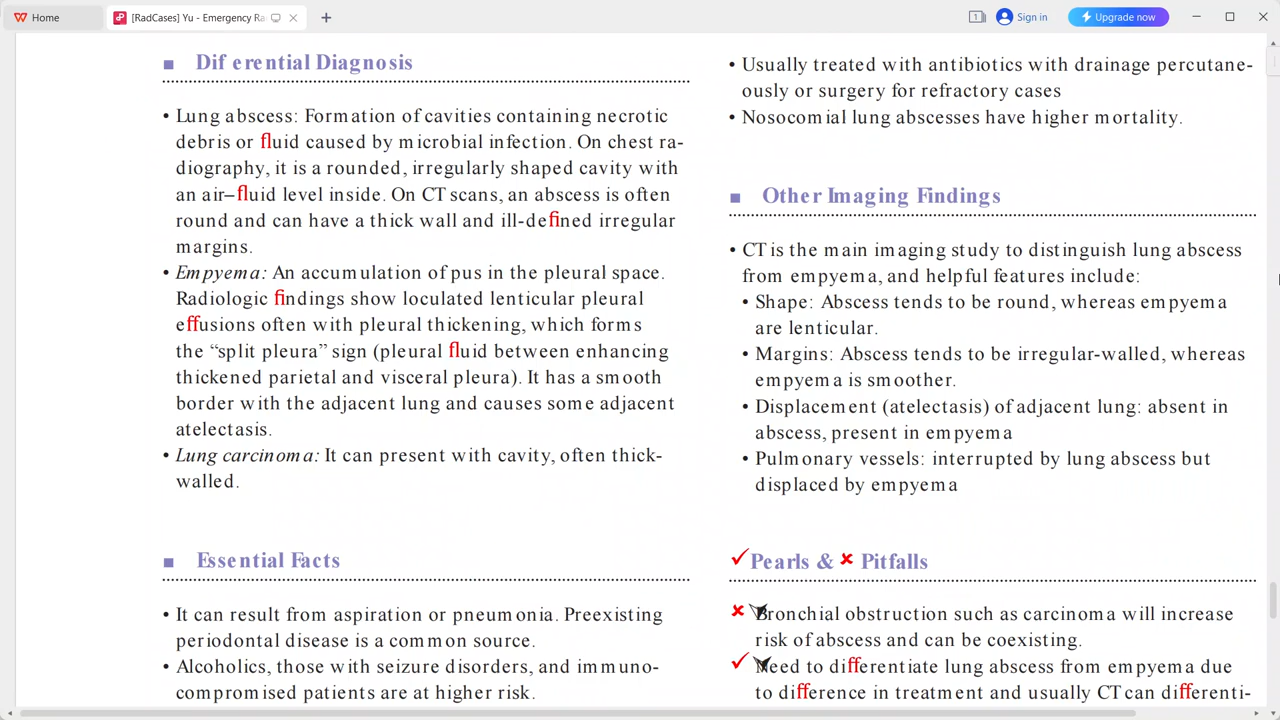 Home
[RadCases] Yu - Emergency Ra
1
Sign in
Upgrade now
Differential Diagnosis
• Lung abscess: Formation of cavities containing necrotic
debris or fluid caused by microbial infection. On chest ra-
diography, it is a rounded, irregularly shaped cavity with
an air–fluid level inside. On CT scans, an abscess is often
round and can have a thick wall and ill-defined irregular
margins.
• Empyema: An accumulation of pus in the pleural space.
Radiologic findings show loculated lenticular pleural
effusions often with pleural thickening, which forms
the “split pleura” sign (pleural fluid between enhancing
thickened parietal and visceral pleura). It has a smooth
border with the adjacent lung and causes some adjacent
atelectasis.
• Lung carcinoma: It can present with cavity, often thick-
walled.
Essential Facts
• It can result from aspiration or pneumonia. Preexisting
periodontal disease is a common source.
• Alcoholics, those with seizure disorders, and immuno-
compromised patients are at higher risk.
• Usually treated with antibiotics with drainage percutane-
ously or surgery for refractory cases
• Nosocomial lung abscesses have higher mortality.
Other Imaging Findings
• CT is the main imaging study to distinguish lung abscess
from empyema, and helpful features include:
• Shape: Abscess tends to be round, whereas empyema
are lenticular.
• Margins: Abscess tends to be irregular-walled, whereas
empyema is smoother.
• Displacement (atelectasis) of adjacent lung: absent in
abscess, present in empyema
• Pulmonary vessels: interrupted by lung abscess but
displaced by empyema
✓Pearls & ✘ Pitfalls
✘ Bronchial obstruction such as carcinoma will increase
risk of abscess and can be coexisting.
✓ Need to differentiate lung abscess from empyema due
to difference in treatment and usually CT can differenti-